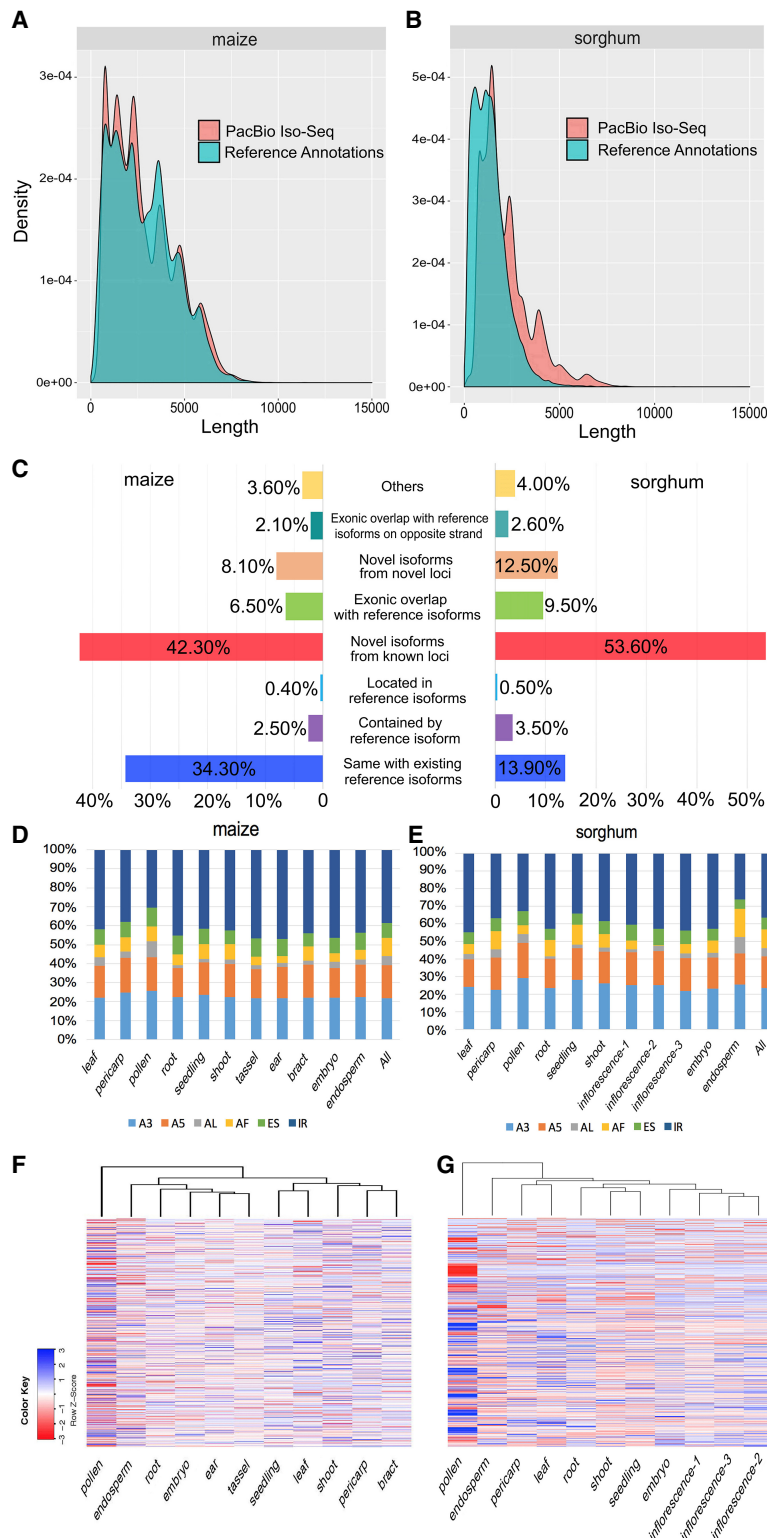 A
maize
3e-04
2e-04
1e-04
0e+00
Density
PacBio Iso-Seq
Reference Annotations
0
5000
10000
15000
Length
B
sorghum
5e-04
4e-04
3e-04
2e-04
1e-04
0e+00
PacBio Iso-Seq
Reference Annotations
0
5000
10000
15000
Length
C
maize
sorghum
3.60%
Others
4.00%
2.10%
Exonic overlap with reference
isoforms on opposite strand
2.60%
8.10%
Novel isoforms
from novel loci
12.50%
6.50%
Exonic overlap
with reference isoforms
9.50%
42.30%
Novel isoforms
from known loci
53.60%
0.40%
Located in
reference isoforms
0.50%
2.50%
Contained by
reference isoform
3.50%
34.30%
Same with existing
reference isoforms
13.90%
40% 30% 20% 10% 0
0 10% 20% 30% 40% 50%
D
maize
100%
90%
80%
70%
60%
50%
40%
30%
20%
10%
0%
leaf
pericarp
pollen
root
seedling
shoot
tassel
ear
bract
embryo
endosperm
All
A3 A5 AL AF ES IR
E
sorghum
100%
90%
80%
70%
60%
50%
40%
30%
20%
10%
0%
leaf
pericarp
pollen
root
seedling
shoot
inflorescence-1
inflorescence-2
inflorescence-3
embryo
endosperm
All
A3 A5 AL AF ES IR
F
Color Key
3
2
1
0
−1
−2
−3
Row Z-Score
pollen
endosperm
root
embryo
ear
tassel
seedling
leaf
shoot
pericarp
bract
G
pollen
endosperm
pericarp
leaf
root
shoot
seedling
embryo
inflorescence-1
inflorescence-3
inflorescence-2